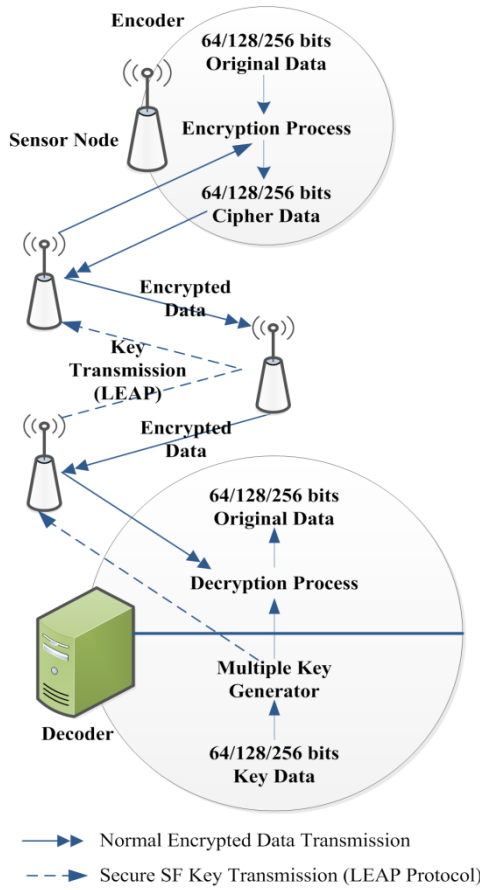 Encoder
64/128/256 bits
Original Data
Sensor Node
Encryption Process
64/128/256 bits
Cipher Data
Encrypted
Data
Key
Transmission
(LEAP)
Encrypted
Data
64/128/256 bits
Original Data
Decryption Process
Multiple Key
Generator
Decoder
64/128/256 bits
Key Data
Normal Encrypted Data Transmission
Secure SF Key Transmission (LEAP Protocol)